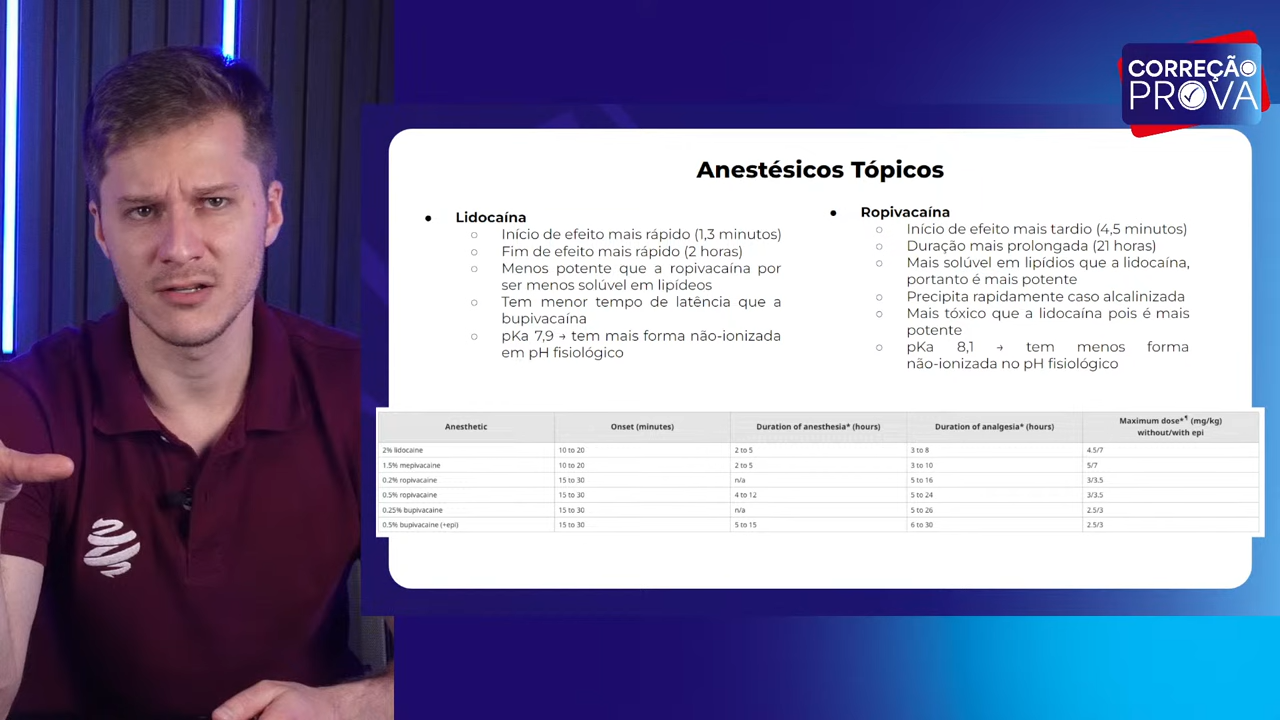 CORREÇÃO
PROVA
Anestésicos Tópicos
● Lidocaína
○ Início de efeito mais rápido (1,3 minutos)
○ Fim de efeito mais rápido (2 horas)
○ Menos potente que a ropivacaína por
ser menos solúvel em lipídeos
○ Tem menor tempo de latência que a
bupivacaína
○ pKa 7,9 → tem mais forma não-ionizada
em pH fisiológico
● Ropivacaína
○ Início de efeito mais tardio (4,5 minutos)
○ Duração mais prolongada (21 horas)
○ Mais solúvel em lipídios que a lidocaína,
portanto é mais potente
○ Precipita rapidamente caso alcalinizada
○ Mais tóxico que a lidocaína pois é mais
potente
○ pKa 8,1 → tem menos forma
não-ionizada no pH fisiológico
Anesthetic Onset (minutes) Duration of anesthesia* (hours) Duration of analgesia* (hours) Maximum dose*¶ (mg/kg)
without/with epi
2% lidocaine 10 to 20 2 to 5 3 to 8 4.5/7
1.5% mepivacaine 10 to 20 2 to 5 3 to 10 5/7
0.2% ropivacaine 15 to 30 n/a 5 to 16 3/3.5
0.5% ropivacaine 15 to 30 4 to 12 5 to 24 3/3.5
0.25% bupivacaine 15 to 30 n/a 5 to 26 2.5/3
0.5% bupivacaine (+epi) 15 to 30 5 to 15 6 to 30 2.5/3